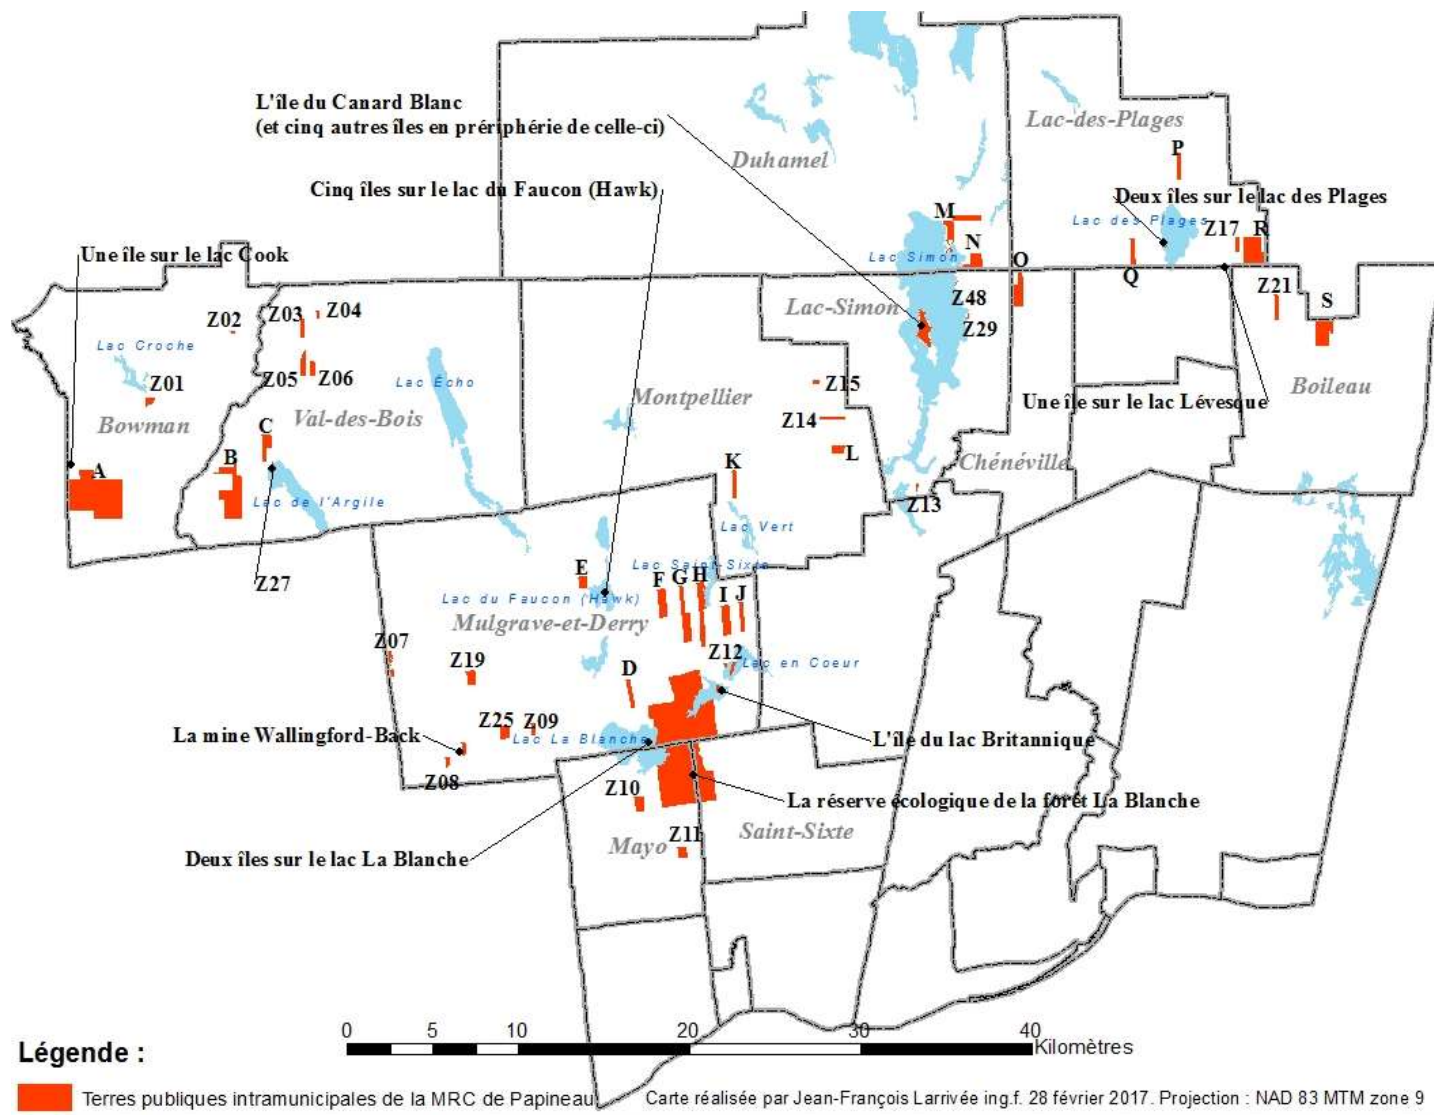 L'île du Canard Blanc
(et cinq autres îles en prériphérie de celle-ci)
Lac-des-Plages
Duhamel
P
Cinq îles sur le lac du Faucon (Hawk)
Deux îles sur le lac des Plages
M
Lac des Plages
Z17
R
Une île sur le lac Cook
N
Lac Simon
O
Q
Z21
Z02
Z03
Z04
Lac-Simon
Z48
S
Z29
Lac Croche
Z01
Z05
Z06
Lac Écho
Z15
Montpellier
Boileau
Une île sur le lac Lévesque
Bowman
Val-des-Bois
Z14
C
L
A
B
K
Chénéville
Lac de l'Argile
Z13
Lac Vert
Z27
E
Lac Saint-Sixte
F
G
H
I
J
Lac du Faucon (Hawk)
Mulgrave-et-Derry
Z07
Z19
Z12
Lac en Coeur
D
La mine Wallingford-Back
Z25
Z09
Lac La Blanche
L'île du lac Britannique
Z08
Z10
La réserve écologique de la forêt La Blanche
Z11
Mayo
Saint-Sixte
Deux îles sur le lac La Blanche
0 5 10 20 30 40
Kilomètres
Légende :
Terres publiques intramunicipales de la MRC de Papineau
Carte réalisée par Jean-François Larrivée ing.f. 28 février 2017. Projection : NAD 83 MTM zone 9